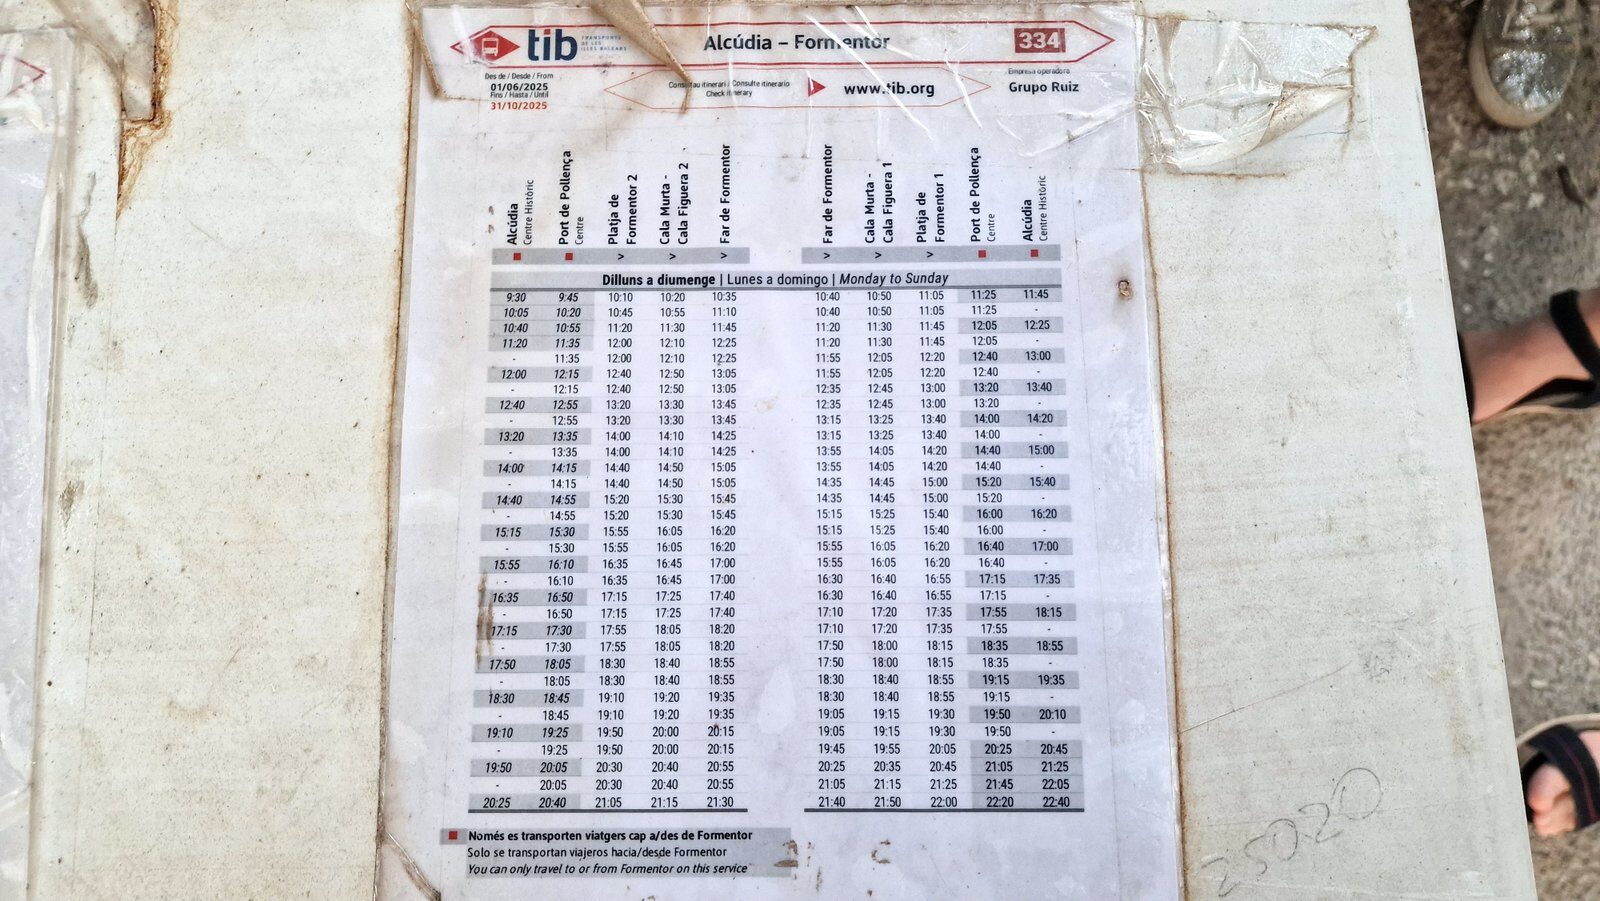 tib TRANSPORTS DE LES ILLES BALEARS
Alcúdia – Formentor
334
Des de / Desde / From
01/06/2025
Fins / Hasta / Until
31/10/2025
Consultau itinerari / Consulte itinerario
Check itinerary
www.tib.org
Empresa operadora
Grupo Ruiz
Alcúdia Centre Històric
Port de Pollença Centre
Platja de Formentor 2
Cala Murta - Cala Figuera 2
Far de Formentor
Far de Formentor
Cala Murta - Cala Figuera 1
Platja de Formentor 1
Port de Pollença Centre
Alcúdia Centre Històric
> > > > > >
Dilluns a diumenge | Lunes a domingo | Monday to Sunday
9:30 9:45 10:10 10:20 10:35 10:40 10:50 11:05 11:25 11:45
10:05 10:20 10:45 10:55 11:10 10:40 10:50 11:05 11:25 -
10:40 10:55 11:20 11:30 11:45 11:20 11:30 11:45 12:05 12:25
11:20 11:35 12:00 12:10 12:25 11:20 11:30 11:45 12:05 -
- 11:35 12:00 12:10 12:25 11:55 12:05 12:20 12:40 13:00
12:00 12:15 12:40 12:50 13:05 11:55 12:05 12:20 12:40 -
- 12:15 12:40 12:50 13:05 12:35 12:45 13:00 13:20 13:40
12:40 12:55 13:20 13:30 13:45 12:35 12:45 13:00 13:20 -
- 12:55 13:20 13:30 13:45 13:15 13:25 13:40 14:00 14:20
13:20 13:35 14:00 14:10 14:25 13:15 13:25 13:40 14:00 -
- 13:35 14:00 14:10 14:25 13:55 14:05 14:20 14:40 15:00
14:00 14:15 14:40 14:50 15:05 13:55 14:05 14:20 14:40 -
- 14:15 14:40 14:50 15:05 14:35 14:45 15:00 15:20 15:40
14:40 14:55 15:20 15:30 15:45 14:35 14:45 15:00 15:20 -
- 14:55 15:20 15:30 15:45 15:15 15:25 15:40 16:00 16:20
15:15 15:30 15:55 16:05 16:20 15:15 15:25 15:40 16:00 -
- 15:30 15:55 16:05 16:20 15:55 16:05 16:20 16:40 17:00
15:55 16:10 16:35 16:45 17:00 15:55 16:05 16:20 16:40 -
- 16:10 16:35 16:45 17:00 16:30 16:40 16:55 17:15 17:35
16:35 16:50 17:15 17:25 17:40 16:30 16:40 16:55 17:15 -
- 16:50 17:15 17:25 17:40 17:10 17:20 17:35 17:55 18:15
17:15 17:30 17:55 18:05 18:20 17:10 17:20 17:35 17:55 -
- 17:30 17:55 18:05 18:20 17:50 18:00 18:15 18:35 18:55
17:50 18:05 18:30 18:40 18:55 17:50 18:00 18:15 18:35 -
- 18:05 18:30 18:40 18:55 18:30 18:40 18:55 19:15 19:35
18:30 18:45 19:10 19:20 19:35 18:30 18:40 18:55 19:15 -
- 18:45 19:10 19:20 19:35 19:05 19:15 19:30 19:50 20:10
19:10 19:25 19:50 20:00 20:15 19:05 19:15 19:30 19:50 -
- 19:25 19:50 20:00 20:15 19:45 19:55 20:05 20:25 20:45
19:50 20:05 20:30 20:40 20:55 20:25 20:35 20:45 21:05 21:25
- 20:05 20:30 20:40 20:55 21:05 21:15 21:25 21:45 22:05
20:25 20:40 21:05 21:15 21:30 21:40 21:50 22:00 22:20 22:40
Només es transporten viatgers cap a/des de Formentor
Solo se transportan viajeros hacia/desde Formentor
You can only travel to or from Formentor on this service